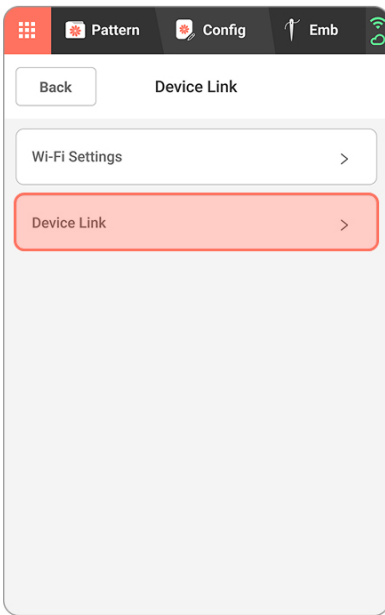 Pattern Config Emb
Back Device Link
Wi-Fi Settings
Device Link